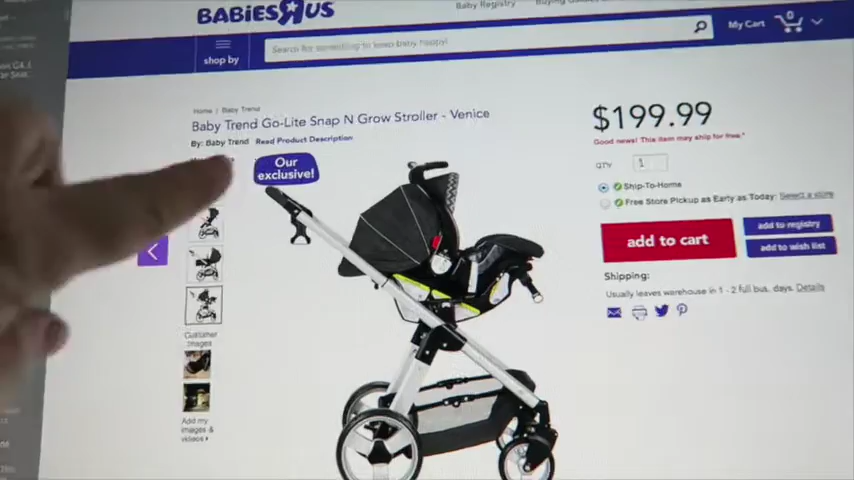 BABiES R US
Baby Registry
Search for something to keep baby happy!
My Cart
0
shop by
Home / Baby Trend
Baby Trend Go-Lite Snap N Grow Stroller - Venice
By: Baby Trend Read Product Description
Our
exclusive!
$199.99
Good news! This item may ship for free.*
QTY 1
Ship-To-Home
Free Store Pickup as Early as Today: Select a store
add to cart
add to registry
add to wish list
Shipping:
Usually leaves warehouse in 1 - 2 full bus. days. Details
Customer
Images
Add my
images &
videos